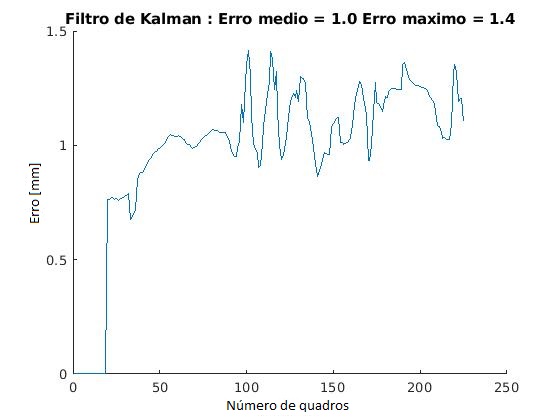 Filtro de Kalman : Erro medio = 1.0 Erro maximo = 1.4
1.5
1
0.5
0
Erro [mm]
0 50 100 150 200 250
Número de quadros